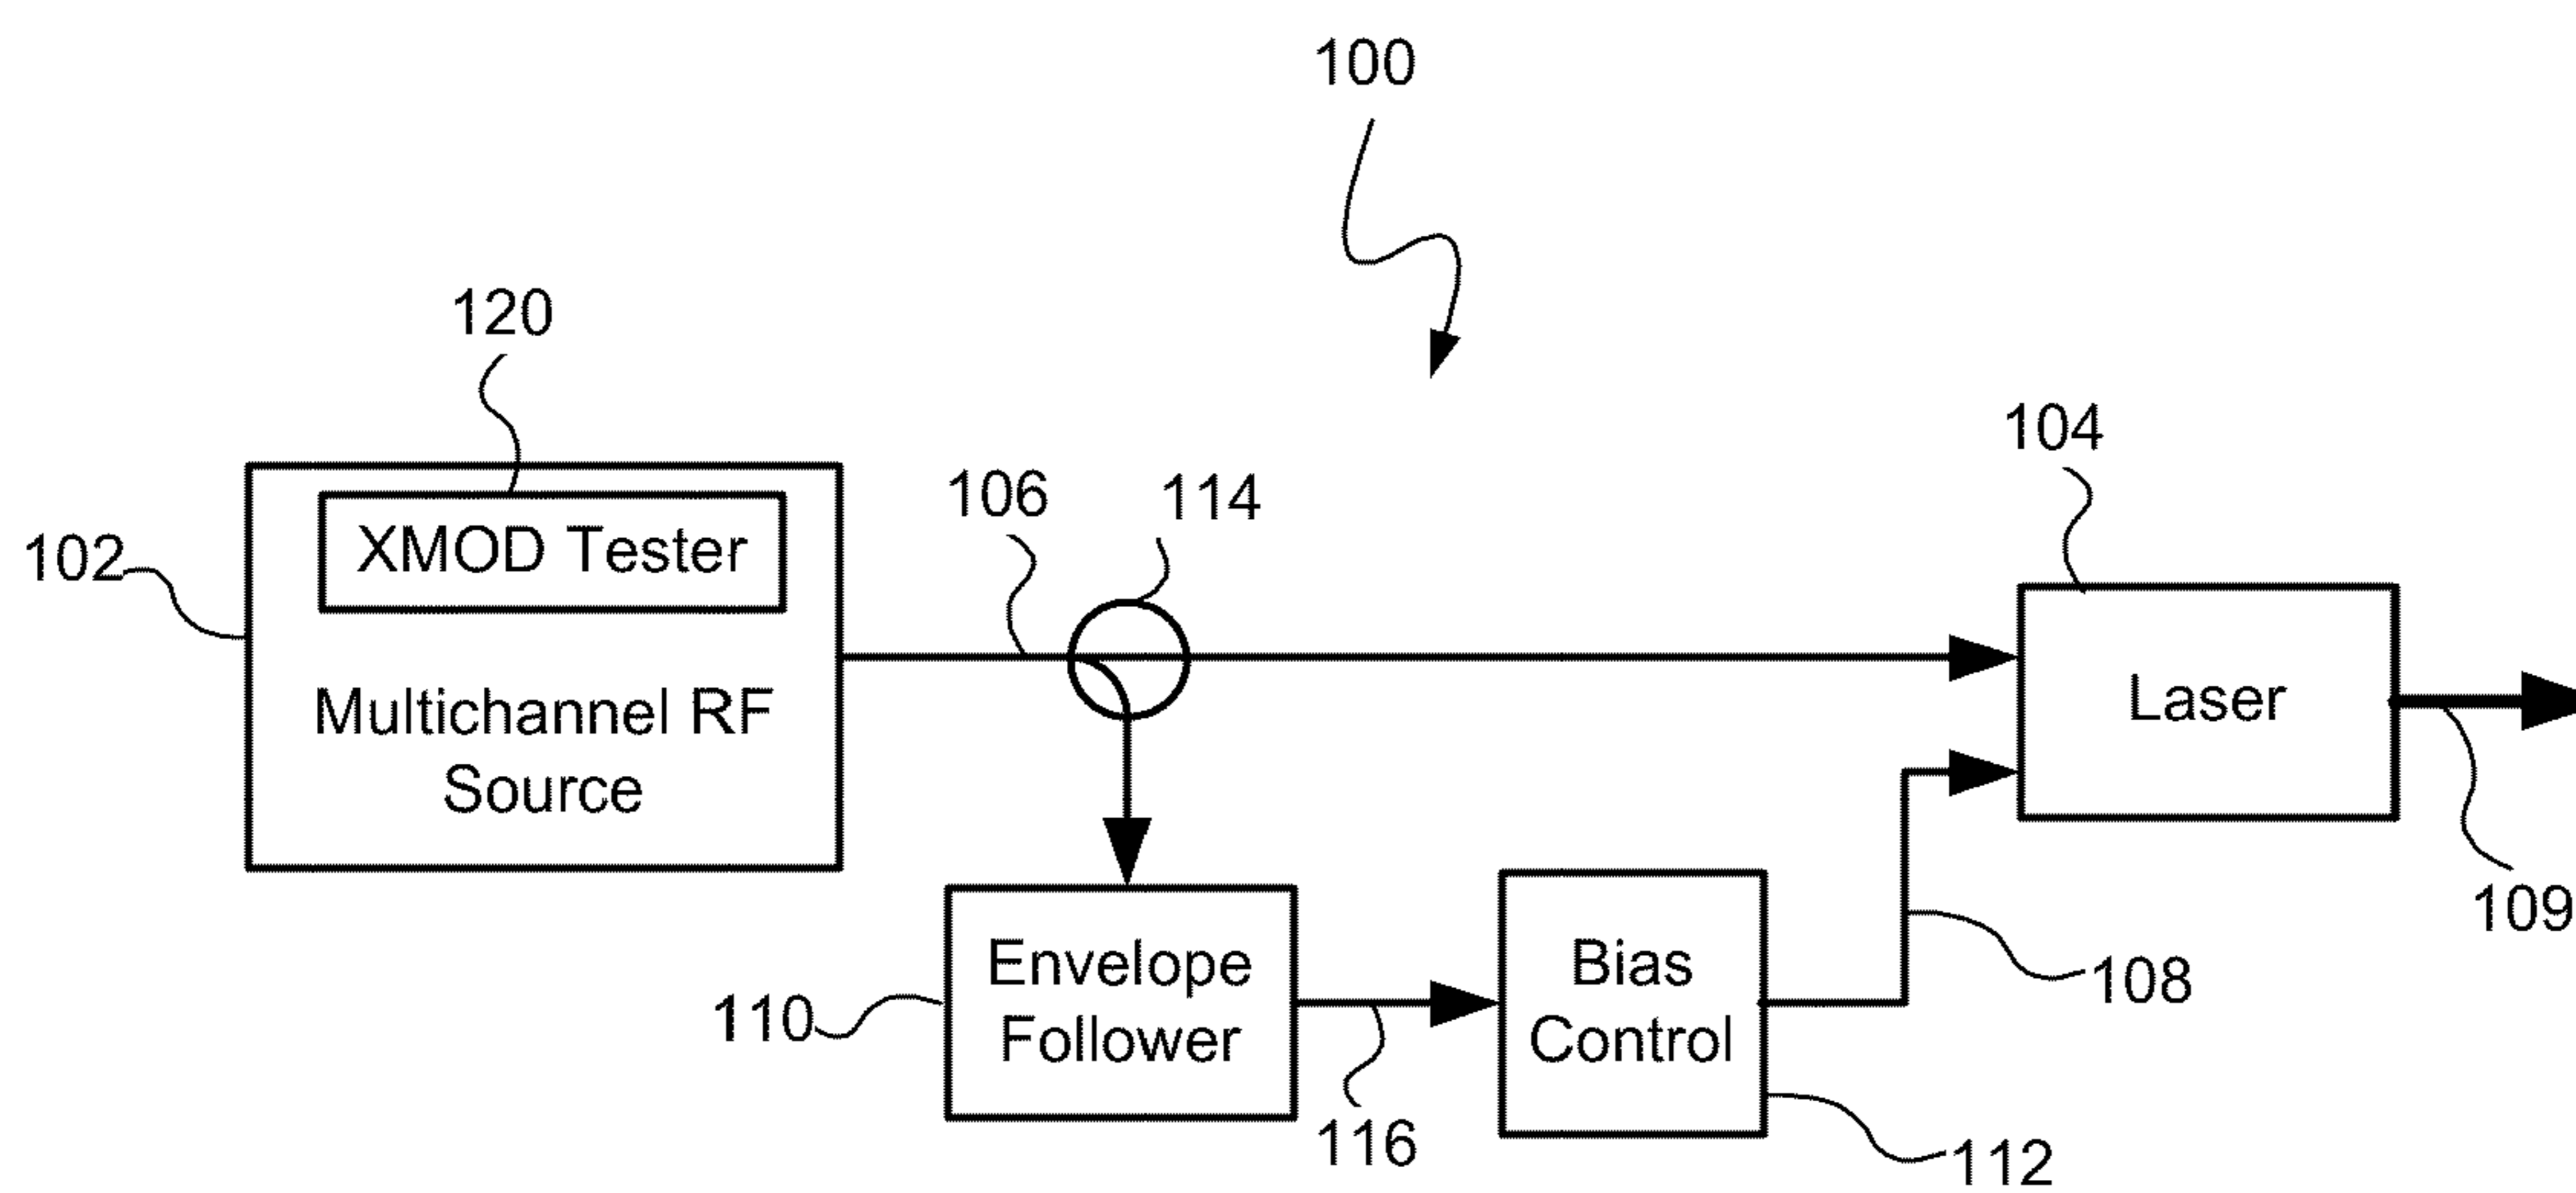 100
120
104
XMOD Tester
106
114
102
Multichannel RF
Source
Laser
109
Envelope
Follower
Bias
Control
108
110
116
112